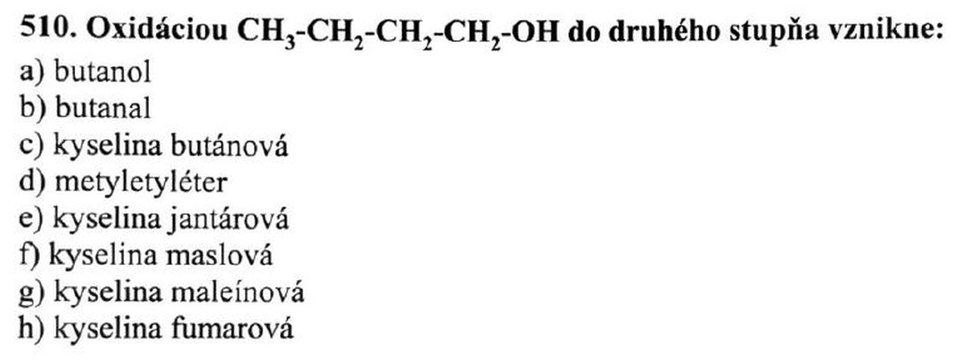 510. Oxidáciou CH₃-CH₂-CH₂-CH₂-OH do druhého stupňa vznikne:
a) butanol
b) butanal
c) kyselina butánová
d) metyletyléter
e) kyselina jantárová
f) kyselina maslová
g) kyselina maleínová
h) kyselina fumarová